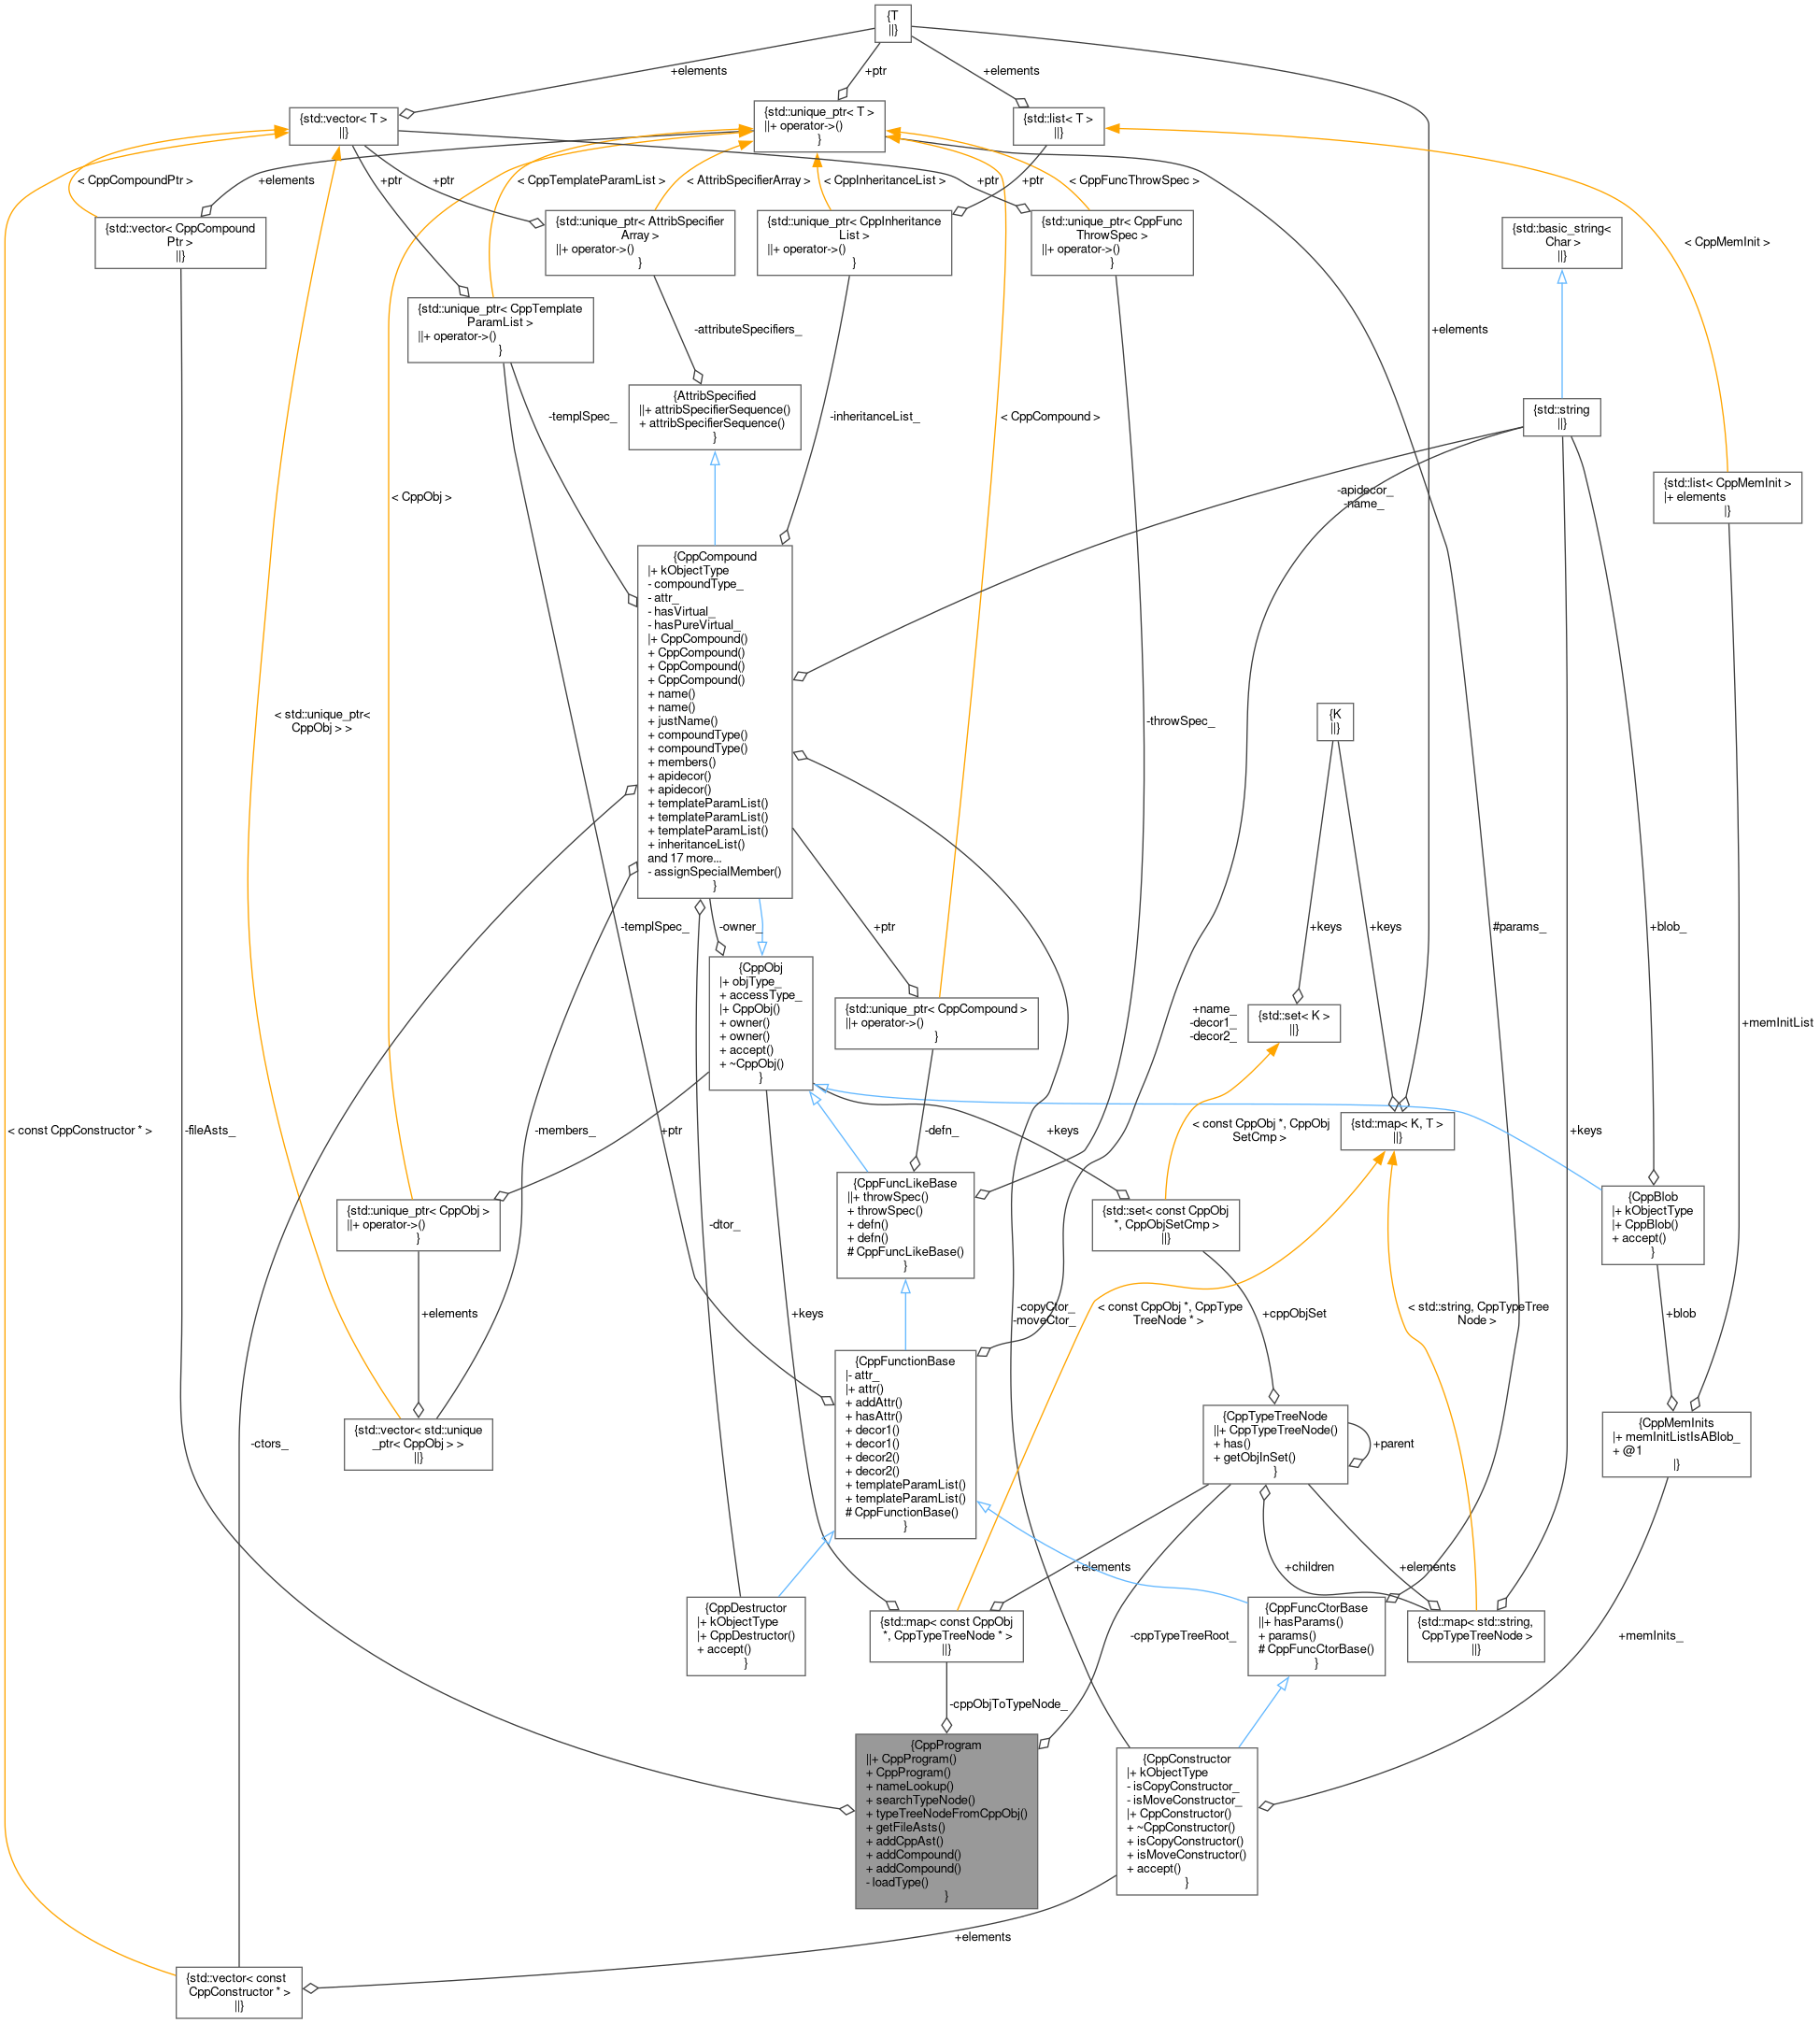 {T
||}
+elements
+ptr
+elements
{std::vector< T >
||}
{std::unique_ptr< T >
||+ operator->()
}
{std::list< T >
||}
< CppCompoundPtr >
+elements
+ptr
+ptr
< CppTemplateParamList >
< AttribSpecifierArray >
< CppInheritanceList >
+ptr
+ptr
< CppFuncThrowSpec >
{std::vector< CppCompound
Ptr >
||}
{std::unique_ptr< AttribSpecifier
Array >
||+ operator->()
}
{std::unique_ptr< CppInheritance
List >
||+ operator->()
}
{std::unique_ptr< CppFunc
ThrowSpec >
||+ operator->()
}
{std::basic_string<
Char >
||}
< CppMemInit >
{std::unique_ptr< CppTemplate
ParamList >
||+ operator->()
}
-attributeSpecifiers_
+elements
{AttribSpecified
||+ attribSpecifierSequence()
+ attribSpecifierSequence()
}
-templSpec_
-inheritanceList_
< CppCompound >
{std::string
||}
< CppObj >
-apidecor_
-name_
{std::list< CppMemInit >
|+ elements
|}
{CppCompound
|+ kObjectType
- compoundType_
- attr_
- hasVirtual_
- hasPureVirtual_
|+ CppCompound()
+ CppCompound()
+ CppCompound()
+ CppCompound()
+ name()
+ name()
+ justName()
+ compoundType()
+ compoundType()
+ members()
+ apidecor()
+ apidecor()
+ templateParamList()
+ templateParamList()
+ templateParamList()
+ inheritanceList()
and 17 more...
- assignSpecialMember()
}
< std::unique_ptr<
CppObj > >
-throwSpec_
{K
||}
-templSpec_
-owner_
+ptr
+keys
+keys
#params_
+blob_
{CppObj
|+ objType_
+ accessType_
|+ CppObj()
+ owner()
+ owner()
+ accept()
+ ~CppObj()
}
{std::unique_ptr< CppCompound >
||+ operator->()
}
+name_
-decor1_
-decor2_
{std::set< K >
||}
+memInitList
< const CppConstructor * >
-fileAsts_
-members_
+ptr
-defn_
+keys
< const CppObj *, CppObj
SetCmp >
{std::map< K, T >
||}
+keys
{std::unique_ptr< CppObj >
||+ operator->()
}
-dtor_
{CppFuncLikeBase
||+ throwSpec()
+ throwSpec()
+ defn()
+ defn()
# CppFuncLikeBase()
}
{std::set< const CppObj
*, CppObjSetCmp >
||}
{CppBlob
|+ kObjectType
|+ CppBlob()
+ accept()
}
+elements
+keys
-copyCtor_
-moveCtor_
< const CppObj *, CppType
TreeNode * >
+cppObjSet
< std::string, CppTypeTree
Node >
+blob
{CppFunctionBase
|- attr_
|+ attr()
+ addAttr()
+ hasAttr()
+ decor1()
+ decor1()
+ decor2()
+ decor2()
+ templateParamList()
+ templateParamList()
# CppFunctionBase()
}
-ctors_
{std::vector< std::unique
_ptr< CppObj > >
||}
{CppTypeTreeNode
||+ CppTypeTreeNode()
+ has()
+ getObjInSet()
}
+parent
{CppMemInits
|+ memInitListIsABlob_
+ @1
|}
+elements
+children
+elements
{CppDestructor
|+ kObjectType
|+ CppDestructor()
+ accept()
}
{std::map< const CppObj
*, CppTypeTreeNode * >
||}
-cppTypeTreeRoot_
{CppFuncCtorBase
||+ hasParams()
+ params()
# CppFuncCtorBase()
}
{std::map< std::string,
CppTypeTreeNode >
||}
+memInits_
-cppObjToTypeNode_
{CppProgram
||+ CppProgram()
+ CppProgram()
+ nameLookup()
+ searchTypeNode()
+ typeTreeNodeFromCppObj()
+ getFileAsts()
+ addCppAst()
+ addCompound()
+ addCompound()
- loadType()
}
{CppConstructor
|+ kObjectType
- isCopyConstructor_
- isMoveConstructor_
|+ CppConstructor()
+ ~CppConstructor()
+ isCopyConstructor()
+ isMoveConstructor()
+ accept()
}
+elements
{std::vector< const
CppConstructor * >
||}